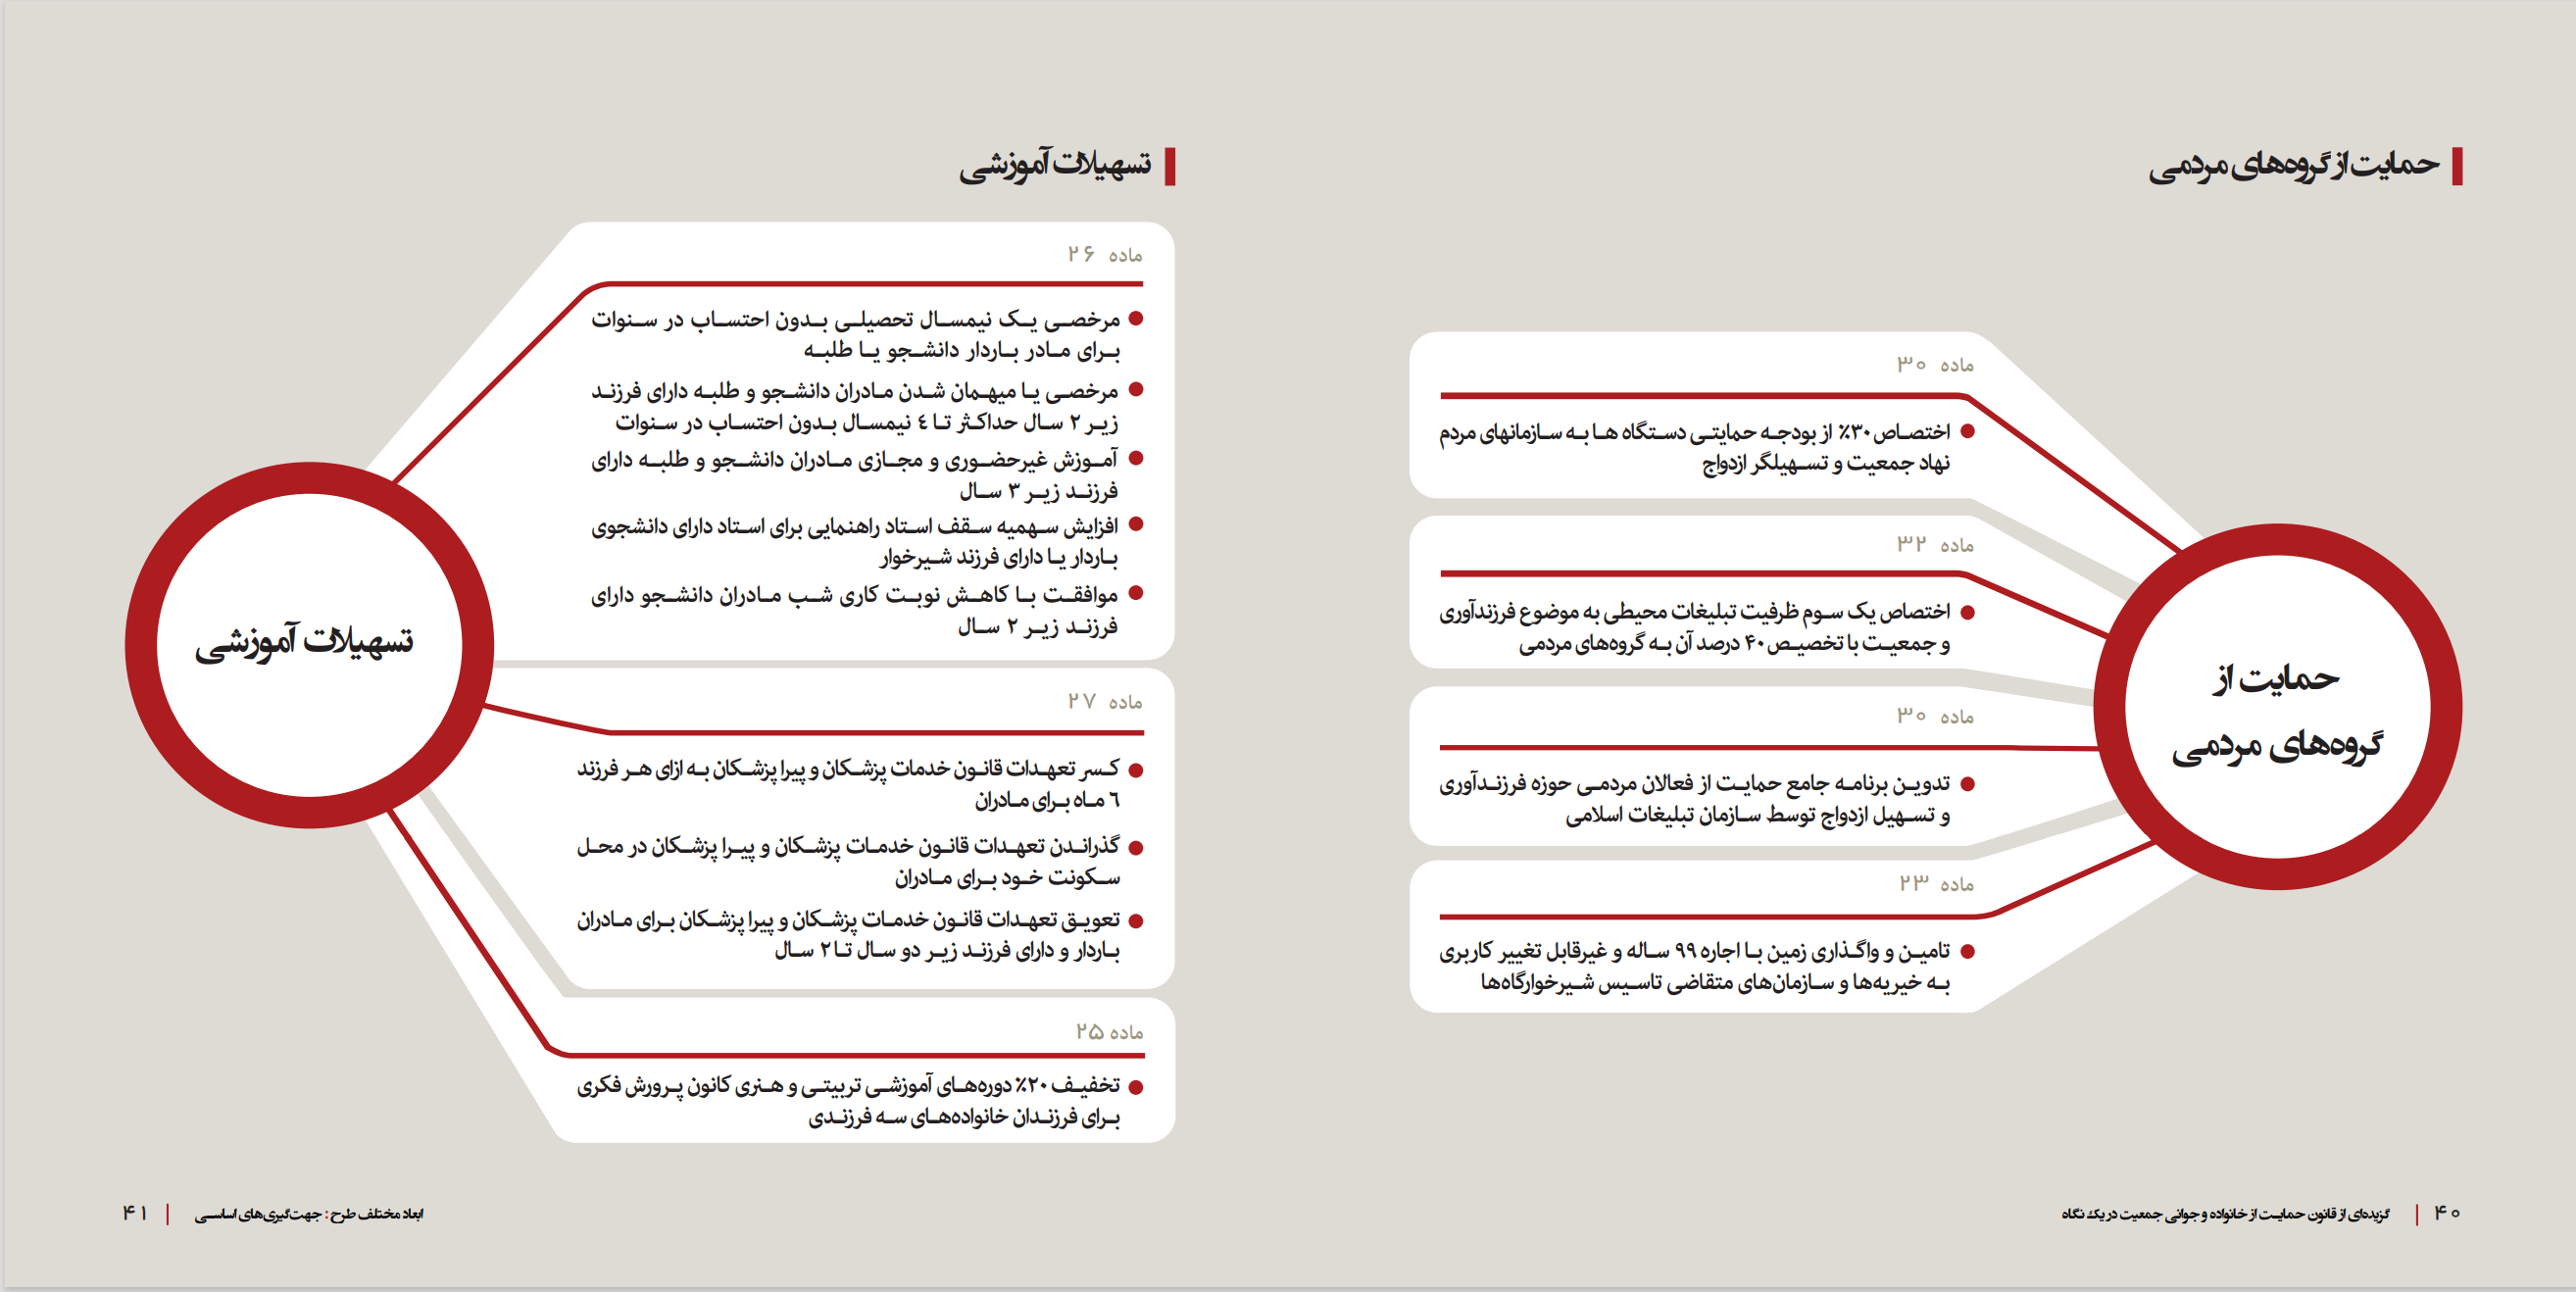 حمایت از گروه‌های مردمی
ماده ۳۰
اختصاص ۳۰٪ از بودجه حمایتی دستگاه ها به سازمانهای مردم
نهاد جمعیت و تسهیلگر ازدواج
ماده ۳۲
اختصاص یک سوم ظرفیت تبلیغات محیطی به موضوع فرزندآوری
و جمعیت با تخصیص ۴۰ درصد آن به گروه‌های مردمی
ماده ۳۰
تدوین برنامه جامع حمایت از فعالان مردمی حوزه فرزندآوری
و تسهیل ازدواج توسط سازمان تبلیغات اسلامی
ماده ۲۳
تامین و واگذاری زمین با اجاره ۹۹ ساله و غیرقابل تغییر کاربری
به خیریه‌ها و سازمان‌های متقاضی تاسیس شیرخوارگاه‌ها
حمایت از
گروه‌های مردمی
۴۰ | گزیده‌ای از قانون حمایت از خانواده و جوانی جمعیت در یک نگاه
تسهیلات آموزشی
ماده ۲۶
مرخصی یک نیمسال تحصیلی بدون احتساب در سنوات
برای مادر باردار دانشجو یا طلبه
مرخصی یا میهمان شدن مادران دانشجو و طلبه دارای فرزند
زیر ۲ سال حداکثر تا ٤ نیمسال بدون احتساب در سنوات
آموزش غیرحضوری و مجازی مادران دانشجو و طلبه دارای
فرزند زیر ۳ سال
افزایش سهمیه سقف استاد راهنمایی برای استاد دارای دانشجوی
باردار یا دارای فرزند شیرخوار
موافقت با کاهش نوبت کاری شب مادران دانشجو دارای
فرزند زیر ۲ سال
ماده ۲۷
کسر تعهدات قانون خدمات پزشکان و پیرا پزشکان به ازای هر فرزند
٦ ماه برای مادران
گذراندن تعهدات قانون خدمات پزشکان و پیرا پزشکان در محل
سکونت خود برای مادران
تعویق تعهدات قانون خدمات پزشکان و پیرا پزشکان برای مادران
باردار و دارای فرزند زیر دو سال تا ۲ سال
ماده ۲۵
تخفیف ۲۰٪ دوره‌های آموزشی تربیتی و هنری کانون پرورش فکری
برای فرزندان خانواده‌های سه فرزندی
تسهیلات آموزشی
ابعاد مختلف طرح: جهت‌گیری‌های اساسی | ۴۱